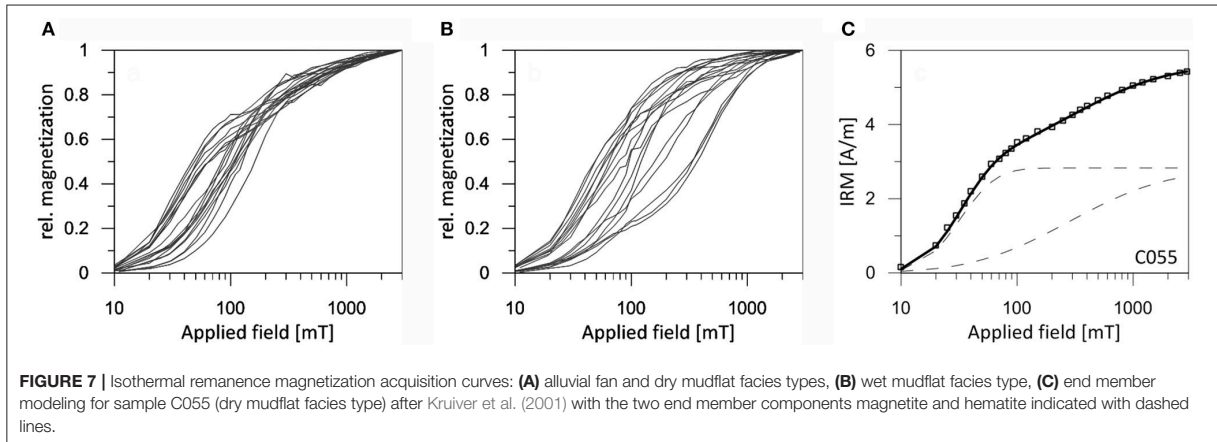 A
B
C
1
0.8
0.6
0.4
0.2
0
rel. magnetization
a
10
100
1000
Applied field [mT]
1
0.8
0.6
0.4
0.2
0
rel. magnetization
b
10
100
1000
Applied field [mT]
6
4
2
0
IRM [A/m]
c
C055
10
100
1000
Applied field [mT]
FIGURE 7 | Isothermal remanence magnetization acquisition curves: (A) alluvial fan and dry mudflat facies types, (B) wet mudflat facies type, (C) end member
modeling for sample C055 (dry mudflat facies type) after Kruiver et al. (2001) with the two end member components magnetite and hematite indicated with dashed
lines.